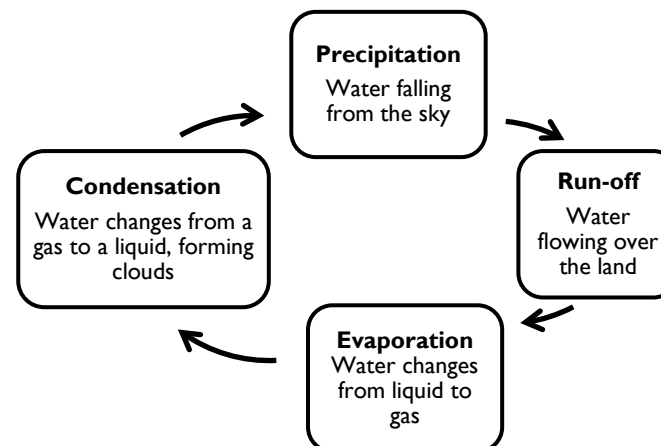 Precipitation
Water falling
from the sky
Run-off
Water
flowing over
the land
Evaporation
Water changes
from liquid to
gas
Condensation
Water changes from a
gas to a liquid, forming
clouds